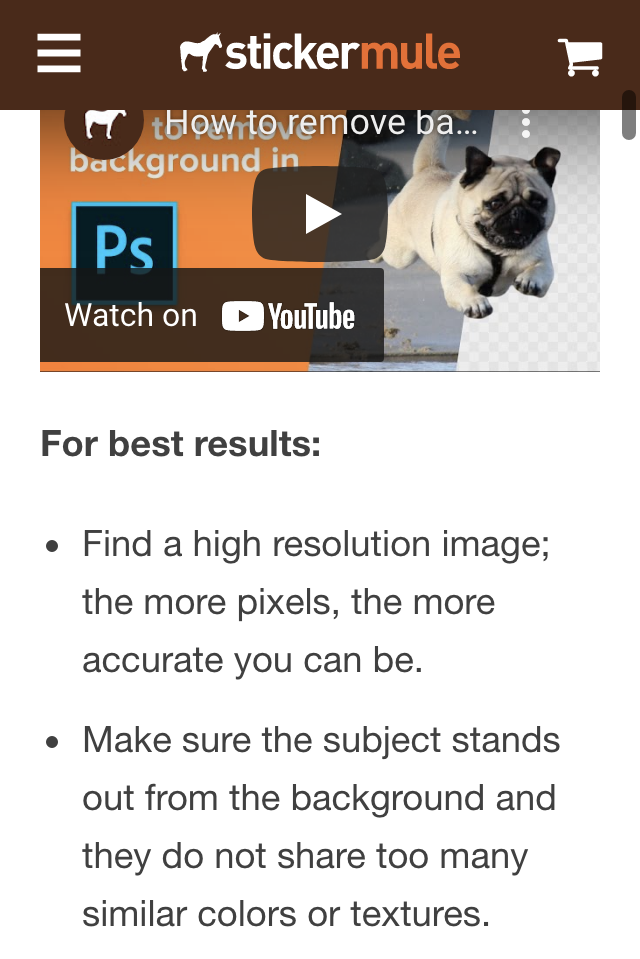 stickermule
How to remove ba...
to remove
background in
Ps
Watch on YouTube
For best results:
• Find a high resolution image;
the more pixels, the more
accurate you can be.
• Make sure the subject stands
out from the background and
they do not share too many
similar colors or textures.